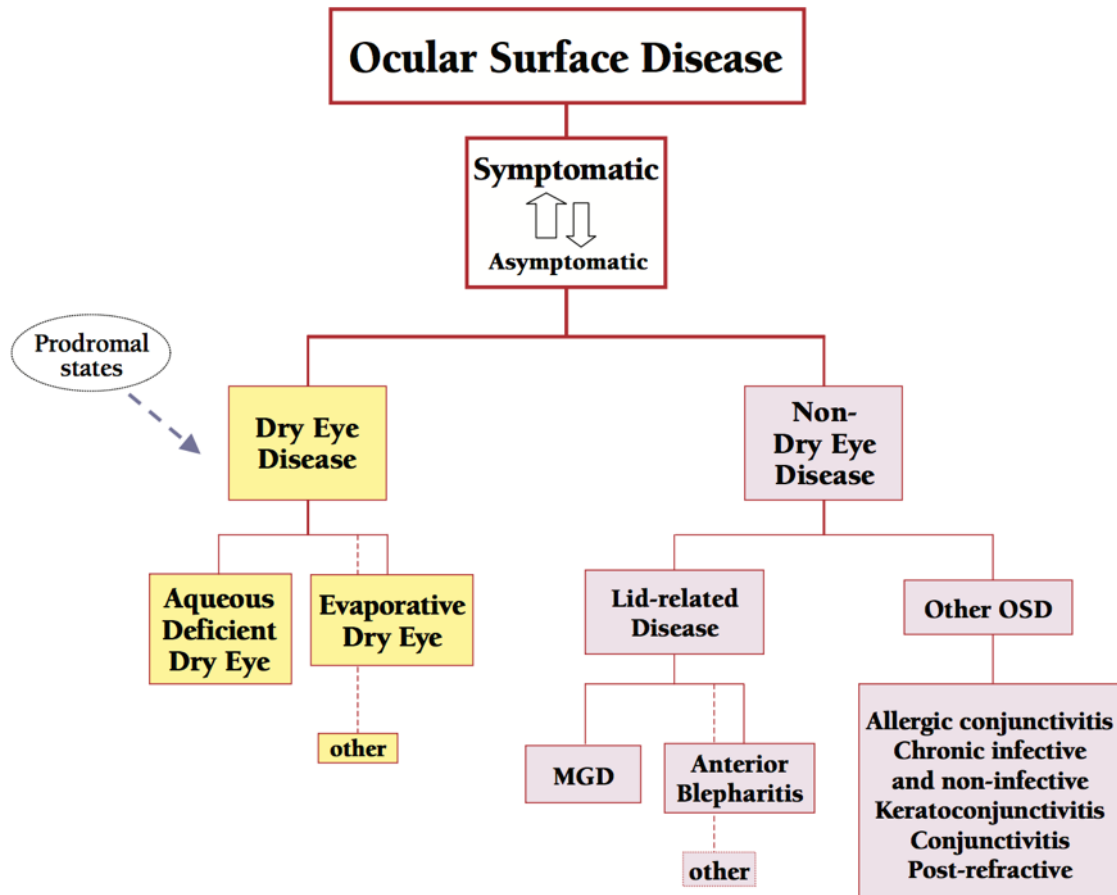 Ocular Surface Disease
Symptomatic
Asymptomatic
Prodromal
states
Dry Eye
Disease
Non-
Dry Eye
Disease
Aqueous
Deficient
Dry Eye
Evaporative
Dry Eye
other
Lid-related
Disease
Other OSD
MGD
Anterior
Blepharitis
other
Allergic conjunctivitis
Chronic infective
and non-infective
Keratoconjunctivitis
Conjunctivitis
Post-refractive